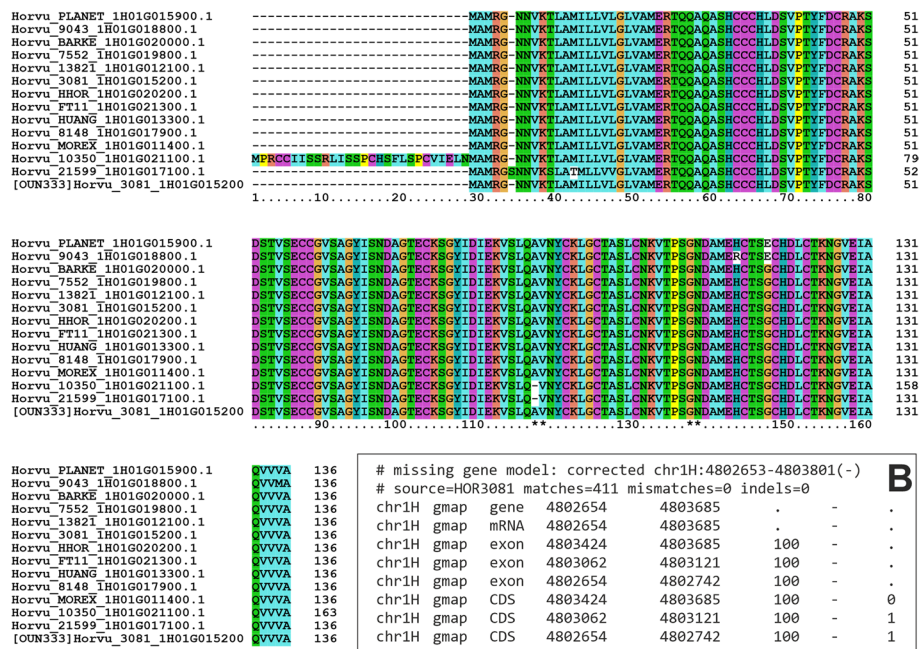 Horvu_PLANET_1H01G015900.1 ----------------------------MAMRG-NNVKTLAMILLVLGLVAMERTQQAQASHCCCHLDSVPTYFDCRAKS 51
Horvu_9043_1H01G018800.1 ----------------------------MAMRG-NNVKTLAMILLVLGLVAMERTQQAQASHCCCHLDSVPTYFDCRAKS 51
Horvu_BARKE_1H01G020000.1 ----------------------------MAMRG-NNVKTLAMILLVLGLVAMERTQQAQASHCCCHLDSVPTYFDCRAKS 51
Horvu_7552_1H01G019800.1 ----------------------------MAMRG-NNVKTLAMILLVLGLVAMERTQQAQASHCCCHLDSVPTYFDCRAKS 51
Horvu_13821_1H01G012100.1 ----------------------------MAMRG-NNVKTLAMILLVLGLVAMERTQQAQASHCCCHLDSVPTYFDCRAKS 51
Horvu_3081_1H01G015200.1 ----------------------------MAMRG-NNVKTLAMILLVLGLVAMERTQQAQASHCCCHLDSVPTYFDCRAKS 51
Horvu_HHOR_1H01G020200.1 ----------------------------MAMRG-NNVKTLAMILLVLGLVAMERTQQAQASHCCCHLDSVPTYFDCRAKS 51
Horvu_FT11_1H01G021300.1 ----------------------------MAMRG-NNVKTLAMILLVLGLVAMERTQQAQASHCCCHLDSVPTYFDCRAKS 51
Horvu_HUANG_1H01G013300.1 ----------------------------MAMRG-NNVKTLAMILLVLGLVAMERTQQAQASHCCCHLDSVPTYFDCRAKS 51
Horvu_8148_1H01G017900.1 ----------------------------MAMRG-NNVKTLAMILLVLGLVAMERTQQAQASHCCCHLDSVPTYFDCRAKS 51
Horvu_MOREX_1H01G011400.1 ----------------------------MAMRG-NNVKTLAMILLVLGLVAMERTQQAQASHCCCHLDSVPTYFDCRAKS 51
Horvu_10350_1H01G021100.1 MPRCCIISSRLISSPCHSFLSPCVIELNMAMRG-NNVKTLAMILLVLGLVAMERTQQAQASHCCCHLDSVPTYFDCRAKS 79
Horvu_21599_1H01G017100.1 ----------------------------MAMRGSNNVKSLATMLLVLGLVAMERTQQAQASHCCCHLDSVPTYFDCRAKS 52
[OUN333]Horvu_3081_1H01G015200 ----------------------------MAMRG-NNVKTLAMILLVLGLVAMERTQQAQASHCCCHLDSVPTYFDCRAKS 51
1........10........20........30........40........50........60........70........80
Horvu_PLANET_1H01G015900.1 DSTVSECCGVSAGYISNDAGTECKSGYIDIEKVSLQAVNYCKLGCTASLCNKVTPSGNDAMEHCTSECHDLCTKNGVEIA 131
Horvu_9043_1H01G018800.1 DSTVSECCGVSAGYISNDAGTECKSGYIDIEKVSLQAVNYCKLGCTASLCNKVTPSGNDAMERCTSECHDLCTKNGVEIA 131
Horvu_BARKE_1H01G020000.1 DSTVSECCGVSAGYISNDAGTECKSGYIDIEKVSLQAVNYCKLGCTASLCNKVTPSGNDAMEHCTSGCHDLCTKNGVEIA 131
Horvu_7552_1H01G019800.1 DSTVSECCGVSAGYISNDAGTECKSGYIDIEKVSLQAVNYCKLGCTASLCNKVTPSGNDAMEHCTSGCHDLCTKNGVEIA 131
Horvu_13821_1H01G012100.1 DSTVSECCGVSAGYISNDAGTECKSGYIDIEKVSLQAVNYCKLGCTASLCNKVTPSGNDAMEHCTSGCHDLCTKNGVEIA 131
Horvu_3081_1H01G015200.1 DSTVSECCGVSAGYISNDAGTECKSGYIDIEKVSLQAVNYCKLGCTASLCNKVTPSGNDAMEHCTSGCHDLCTKNGVEIA 131
Horvu_HHOR_1H01G020200.1 DSTVSECCGVSAGYISNDAGTECKSGYIDIEKVSLQAVNYCKLGCTASLCNKVTPSGNDAMEHCTSGCHDLCTKNGVEIA 131
Horvu_FT11_1H01G021300.1 DSTVSECCGVSAGYISNDAGTECKSGYIDIEKVSLQAVNYCKLGCTASLCNKVTPSGNDAMEHCTSGCHDLCTKNGVEIA 131
Horvu_HUANG_1H01G013300.1 DSTVSECCGVSAGYISNDAGTECKSGYIDIEKVSLQAVNYCKLGCTASLCNKVTPSGNDAMEHCTSGCHDLCTKNGVEIA 131
Horvu_8148_1H01G017900.1 DSTVSECCGVSAGYISNDAGTECKSGYIDIEKVSLQAVNYCKLGCTASLCNKVTPSGNDAMEHCTSGCHDLCTKNGVEIA 131
Horvu_MOREX_1H01G011400.1 DSTVSECCGVSAGYISNDAGTECKSGYIDIEKVSLQAVNYCKLGCTASLCNKVTPSGNDAMEHCTSGCHDLCTKNGVEIA 131
Horvu_10350_1H01G021100.1 DSTVSECCGVSAGYISNDAGTECKSGYIDIEKVSLQ-VNYCKLGCTASLCNKVTPSGNDAMEHCTSGCHDLCTKNGVEIA 158
Horvu_21599_1H01G017100.1 DSTVSECCGVSAGYISNDAGTECKSGYIDIEKVSLQ-VNYCKLGCTASLCNKVTPSGNDAMEHCTSGCHDLCTKNGVEIA 131
[OUN333]Horvu_3081_1H01G015200 DSTVSECCGVSAGYISNDAGTECKSGYIDIEKVSLQAVNYCKLGCTASLCNKVTPSGNDAMEHCTSGCHDLCTKNGVEIA 131
........90.......100.......110.......**........130.......**........150.......160
Horvu_PLANET_1H01G015900.1 QVVVA 136
Horvu_9043_1H01G018800.1 QVVMA 136
Horvu_BARKE_1H01G020000.1 QVVVA 136
Horvu_7552_1H01G019800.1 QVVVA 136
Horvu_13821_1H01G012100.1 QVVVA 136
Horvu_3081_1H01G015200.1 QVVVA 136
Horvu_HHOR_1H01G020200.1 QVVVA 136
Horvu_FT11_1H01G021300.1 QVVVA 136
Horvu_HUANG_1H01G013300.1 QVVVA 136
Horvu_8148_1H01G017900.1 QVVVA 136
Horvu_MOREX_1H01G011400.1 QVVVA 136
Horvu_10350_1H01G021100.1 QVVVA 163
Horvu_21599_1H01G017100.1 QVVVA 136
[OUN333]Horvu_3081_1H01G015200 QVVVA 136
B
# missing gene model: corrected chr1H:4802653-4803801(-)
# source=HOR3081 matches=411 mismatches=0 indels=0
chr1H gmap gene 4802654 4803685 . - .
chr1H gmap mRNA 4802654 4803685 . - .
chr1H gmap exon 4803424 4803685 100 - .
chr1H gmap exon 4803062 4803121 100 - .
chr1H gmap exon 4802654 4802742 100 - .
chr1H gmap CDS 4803424 4803685 100 - 0
chr1H gmap CDS 4803062 4803121 100 - 1
chr1H gmap CDS 4802654 4802742 100 - 1